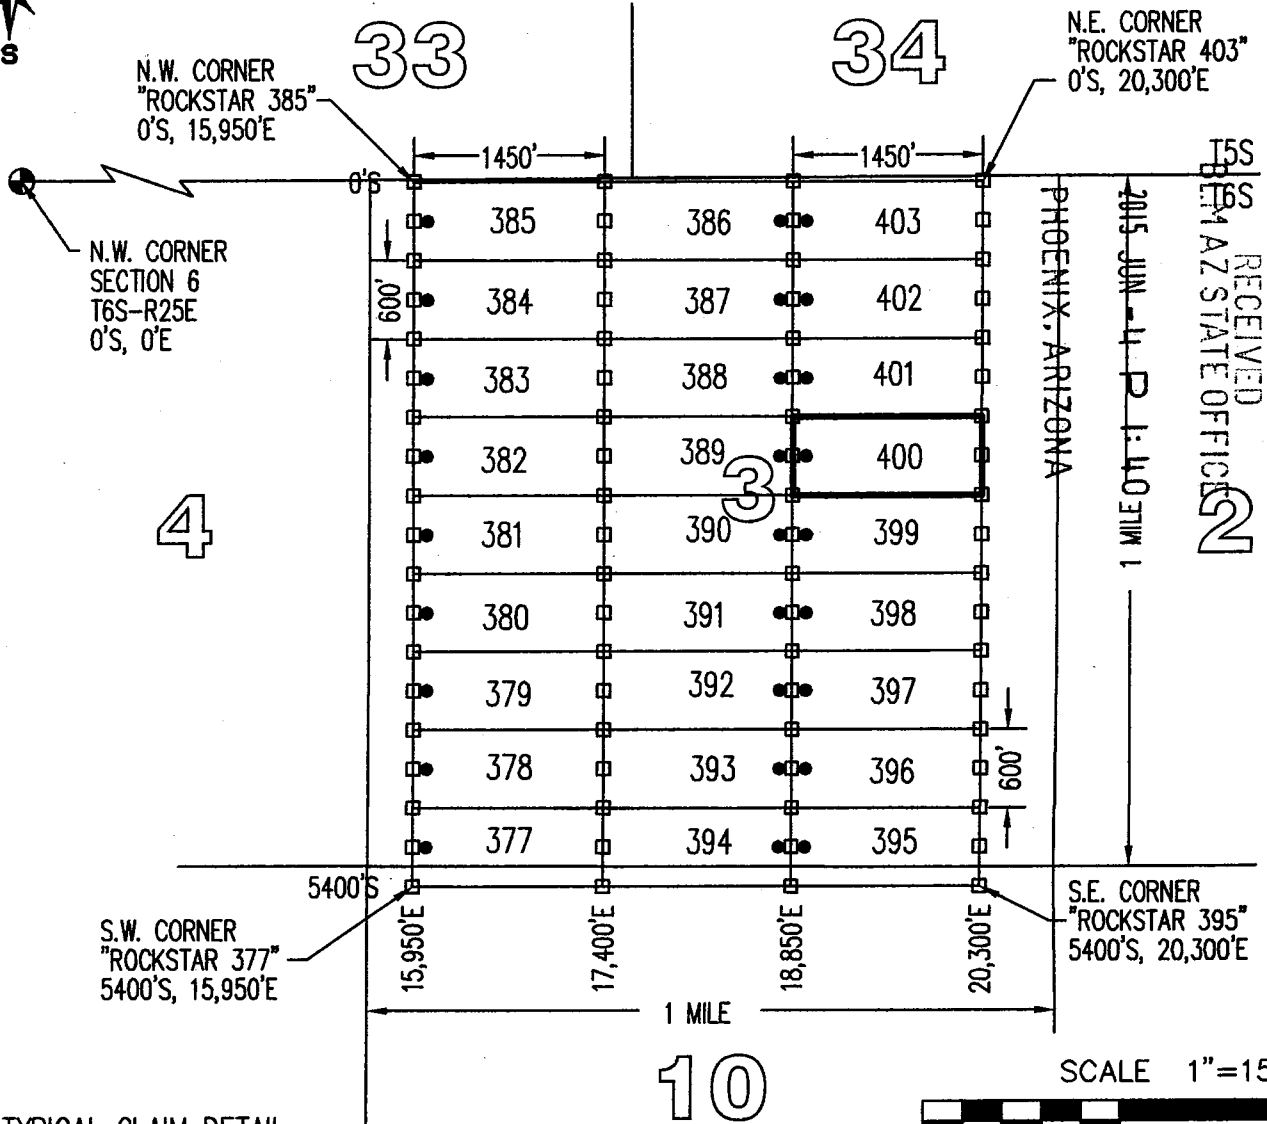 S
33
34
N.W. CORNER
"ROCKSTAR 385"
0'S, 15,950'E
N.E. CORNER
"ROCKSTAR 403"
0'S, 20,300'E
1450'
1450'
T5S
T6S
0'S
N.W. CORNER
SECTION 6
T6S-R25E
0'S, 0'E
385
386
403
384
387
402
383
388
401
382
389
400
381
390
399
380
391
398
379
392
397
378
393
396
377
394
395
600'
600'
4
3
2
RECEIVED
BLM AZ STATE OFFICE
2015 JUN -4 P 1:40
PHOENIX, ARIZONA
1 MILE
5400'S
S.W. CORNER
"ROCKSTAR 377"
5400'S, 15,950'E
15,950'E
17,400'E
18,850'E
20,300'E
S.E. CORNER
"ROCKSTAR 395"
5400'S, 20,300'E
1 MILE
10
SCALE 1"=15
TYPICAL CLAIM DETAIL